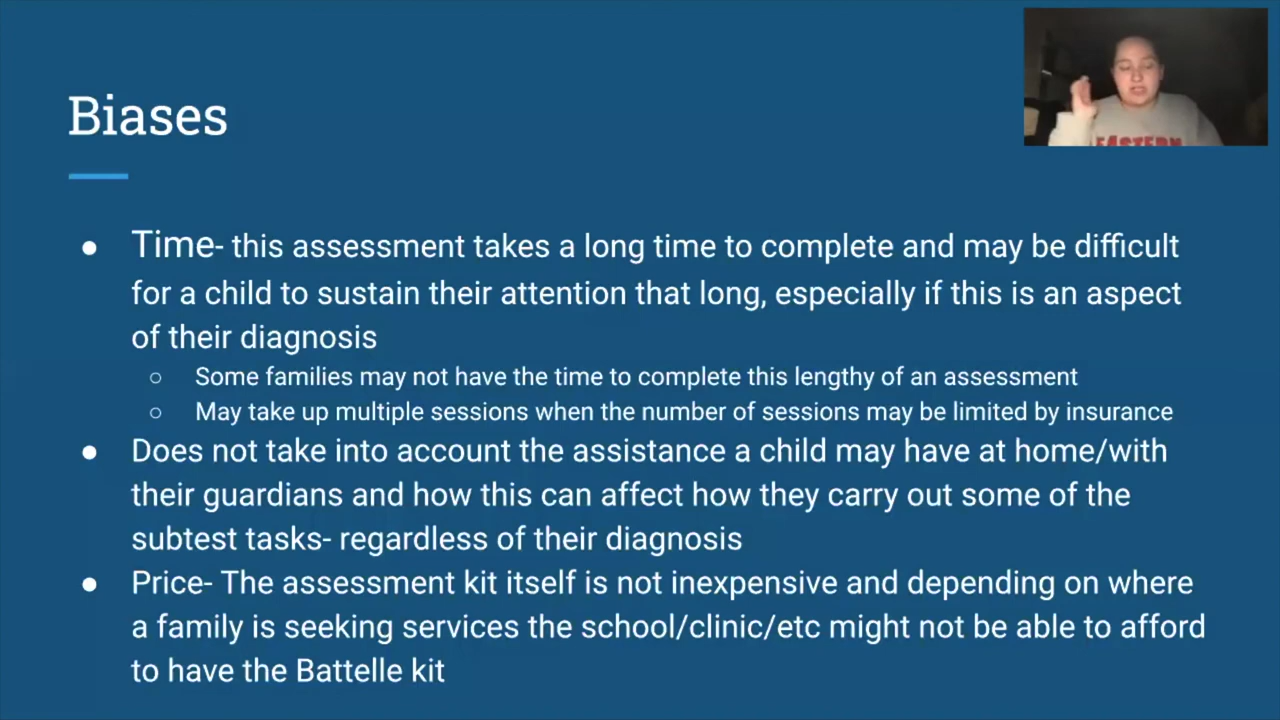 EASTERN
Biases
● Time- this assessment takes a long time to complete and may be difficult
for a child to sustain their attention that long, especially if this is an aspect
of their diagnosis
○ Some families may not have the time to complete this lengthy of an assessment
○ May take up multiple sessions when the number of sessions may be limited by insurance
● Does not take into account the assistance a child may have at home/with
their guardians and how this can affect how they carry out some of the
subtest tasks- regardless of their diagnosis
● Price- The assessment kit itself is not inexpensive and depending on where
a family is seeking services the school/clinic/etc might not be able to afford
to have the Battelle kit